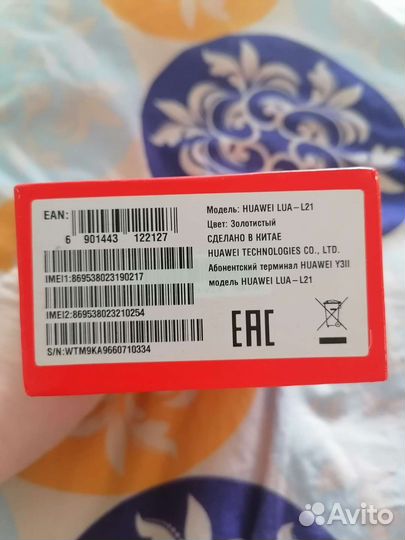 EAN:
6 901443 122127
IMEI1:869538023190217
IMEI2:869538023210254
S/N:WTM9KA9660710334
Модель: HUAWEI LUA-L21
Цвет: Золотистый
СДЕЛАНО В КИТАЕ
HUAWEI TECHNOLOGIES CO., LTD.
Абонентский терминал HUAWEI Y3II
модель HUAWEI LUA-L21
EAC
Avito